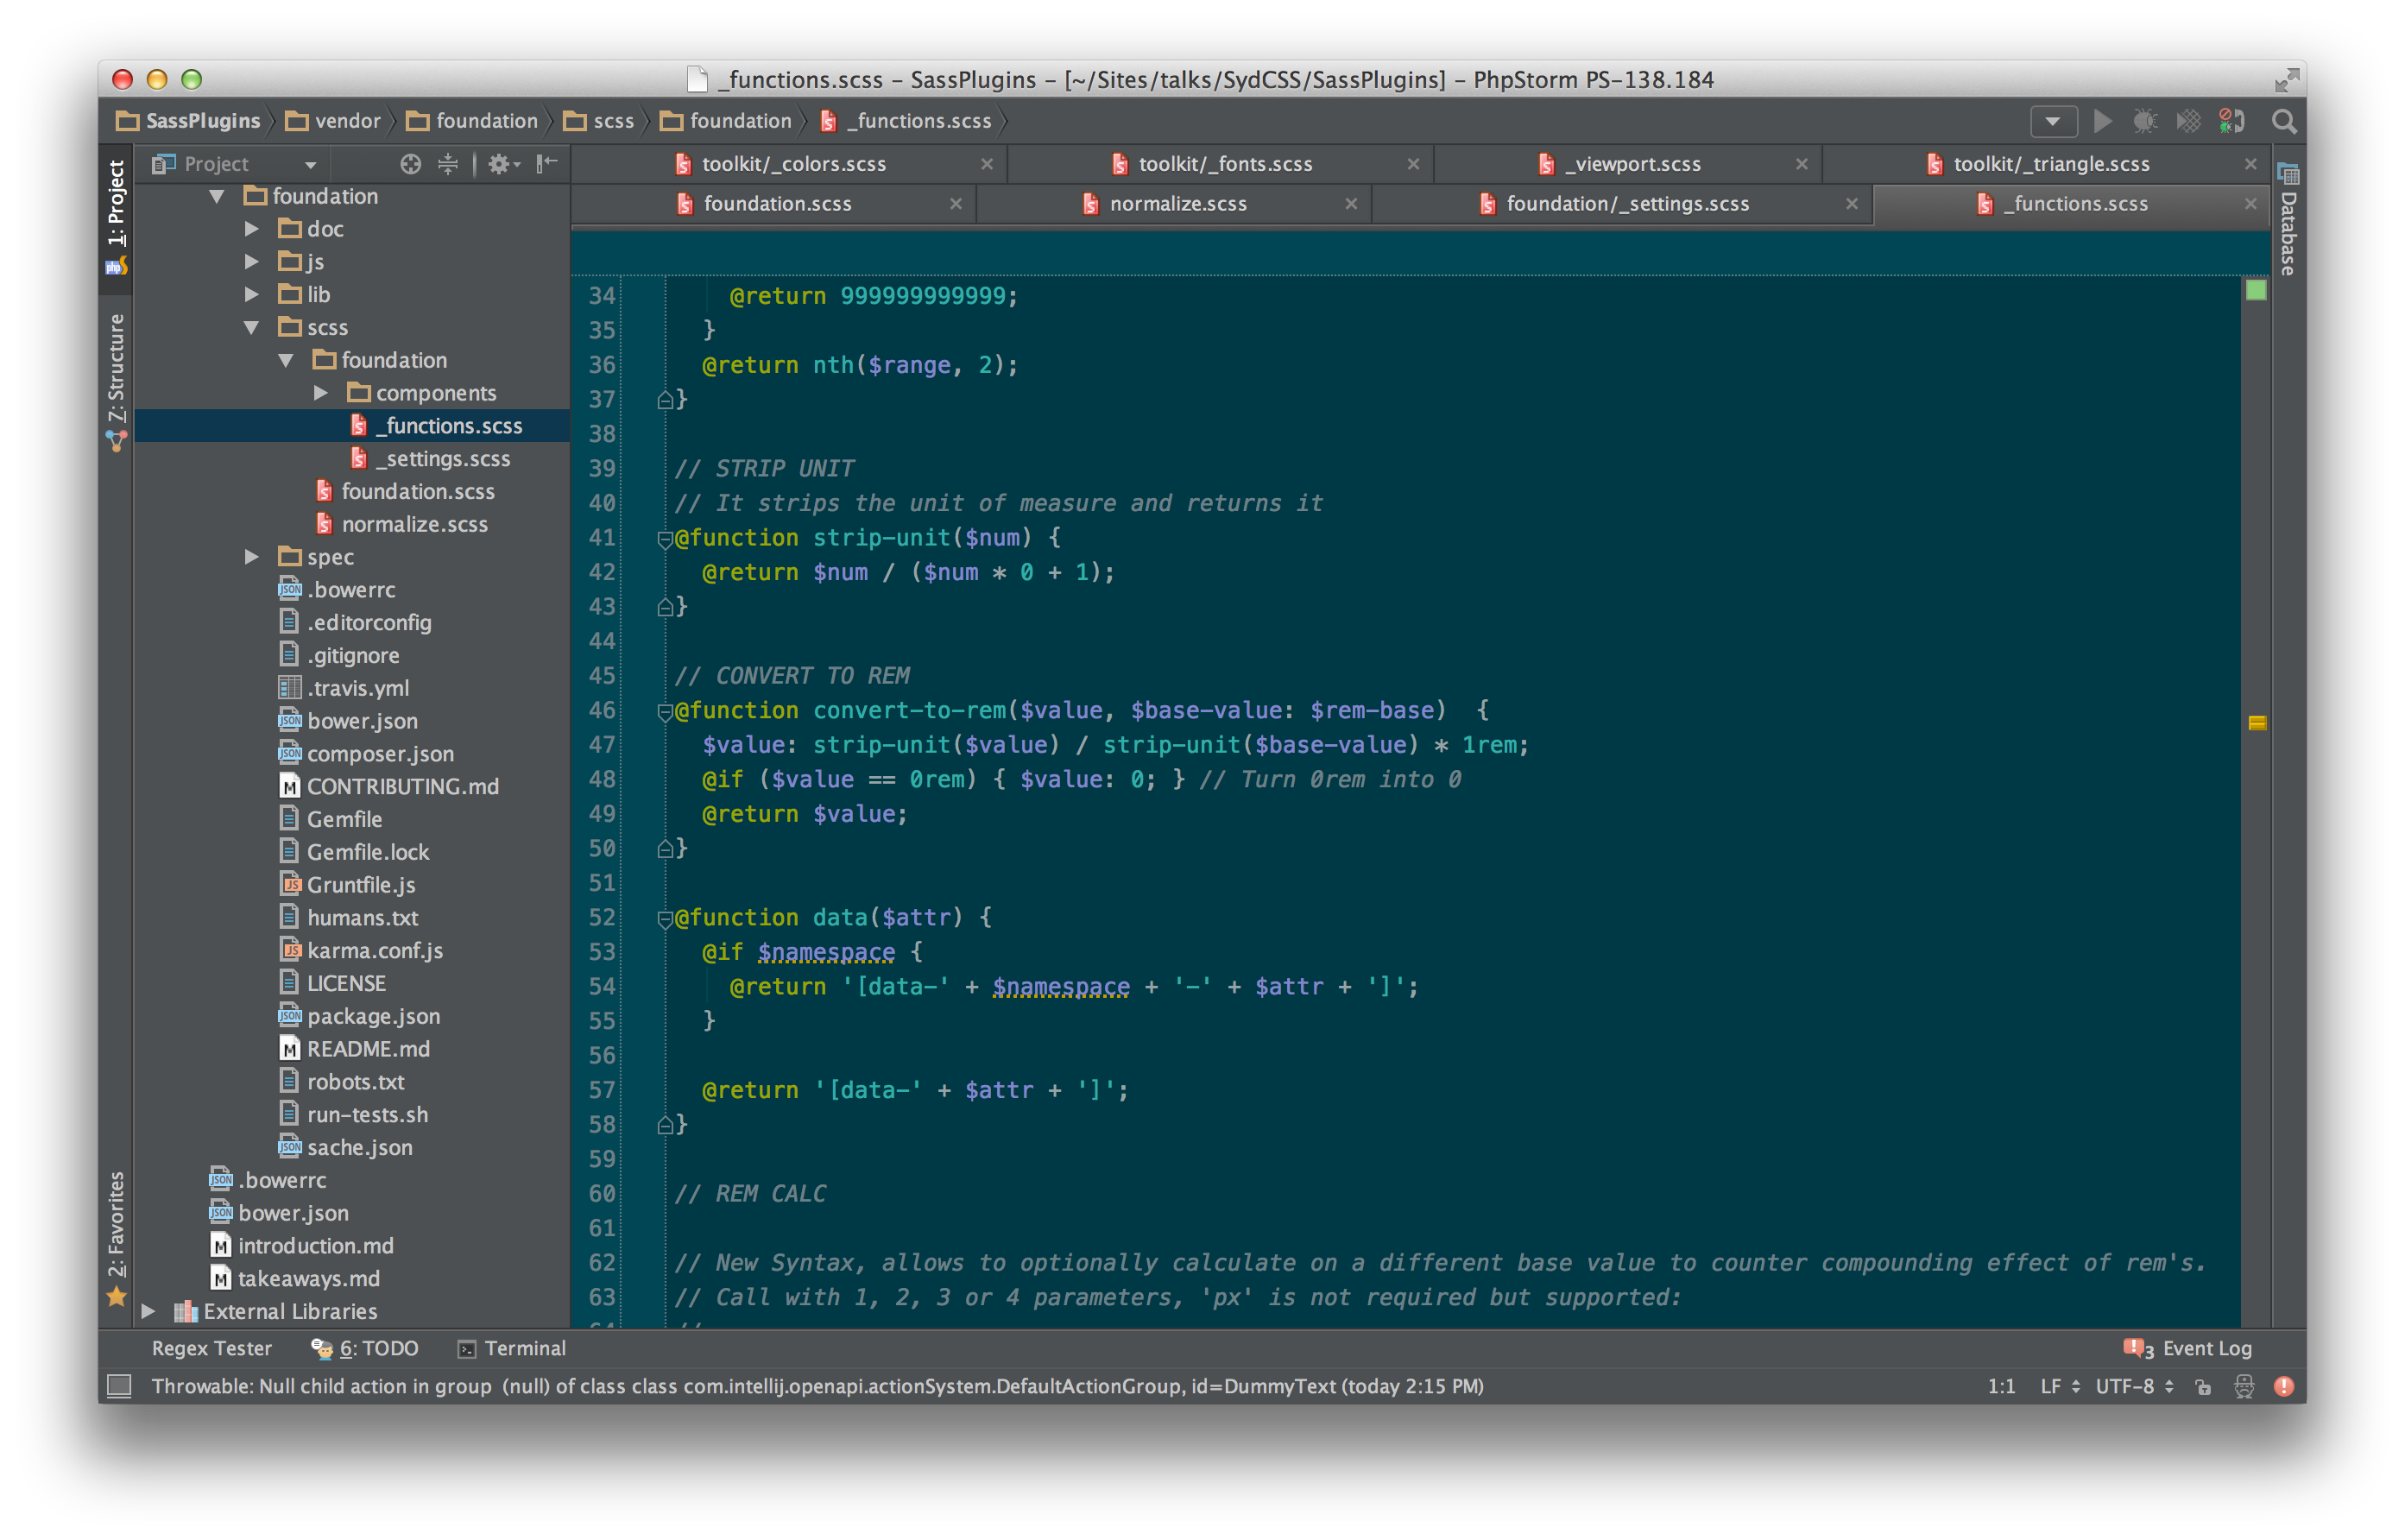 _functions.scss – SassPlugins – [~/Sites/talks/SydCSS/SassPlugins] – PhpStorm PS-138.184
SassPlugins vendor foundation scss foundation _functions.scss
1: Project
7: Structure
2: Favorites
Project
foundation
doc
js
lib
scss
foundation
components
_functions.scss
_settings.scss
foundation.scss
normalize.scss
spec
.bowerrc
.editorconfig
.gitignore
.travis.yml
bower.json
composer.json
CONTRIBUTING.md
Gemfile
Gemfile.lock
Gruntfile.js
humans.txt
karma.conf.js
LICENSE
package.json
README.md
robots.txt
run-tests.sh
sache.json
.bowerrc
bower.json
introduction.md
takeaways.md
External Libraries
toolkit/_colors.scss toolkit/_fonts.scss _viewport.scss toolkit/_triangle.scss
foundation.scss normalize.scss foundation/_settings.scss _functions.scss
34 @return 999999999999;
35 }
36 @return nth($range, 2);
37 }
38
39 // STRIP UNIT
40 // It strips the unit of measure and returns it
41 @function strip-unit($num) {
42 @return $num / ($num * 0 + 1);
43 }
44
45 // CONVERT TO REM
46 @function convert-to-rem($value, $base-value: $rem-base)  {
47 $value: strip-unit($value) / strip-unit($base-value) * 1rem;
48 @if ($value == 0rem) { $value: 0; } // Turn 0rem into 0
49 @return $value;
50 }
51
52 @function data($attr) {
53 @if $namespace {
54 @return '[data-' + $namespace + '-' + $attr + ']';
55 }
56
57 @return '[data-' + $attr + ']';
58 }
59
60 // REM CALC
61
62 // New Syntax, allows to optionally calculate on a different base value to counter compounding effect of rem's.
63 // Call with 1, 2, 3 or 4 parameters, 'px' is not required but supported:
64 //
Database
Regex Tester 6: TODO Terminal 3 Event Log
Throwable: Null child action in group  (null) of class class com.intellij.openapi.actionSystem.DefaultActionGroup, id=DummyText (today 2:15 PM) 1:1 LF UTF-8